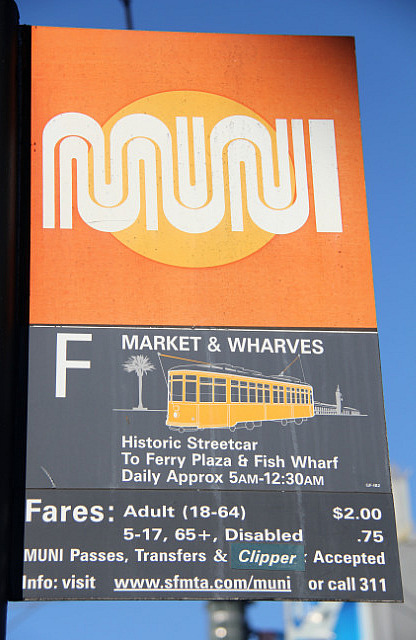 MUNI
F
MARKET & WHARVES
Historic Streetcar
To Ferry Plaza & Fish Wharf
Daily Approx 5AM-12:30AM
Fares: Adult (18-64) $2.00
5-17, 65+, Disabled .75
MUNI Passes, Transfers & Clipper : Accepted
Info: visit www.sfmta.com/muni or call 311